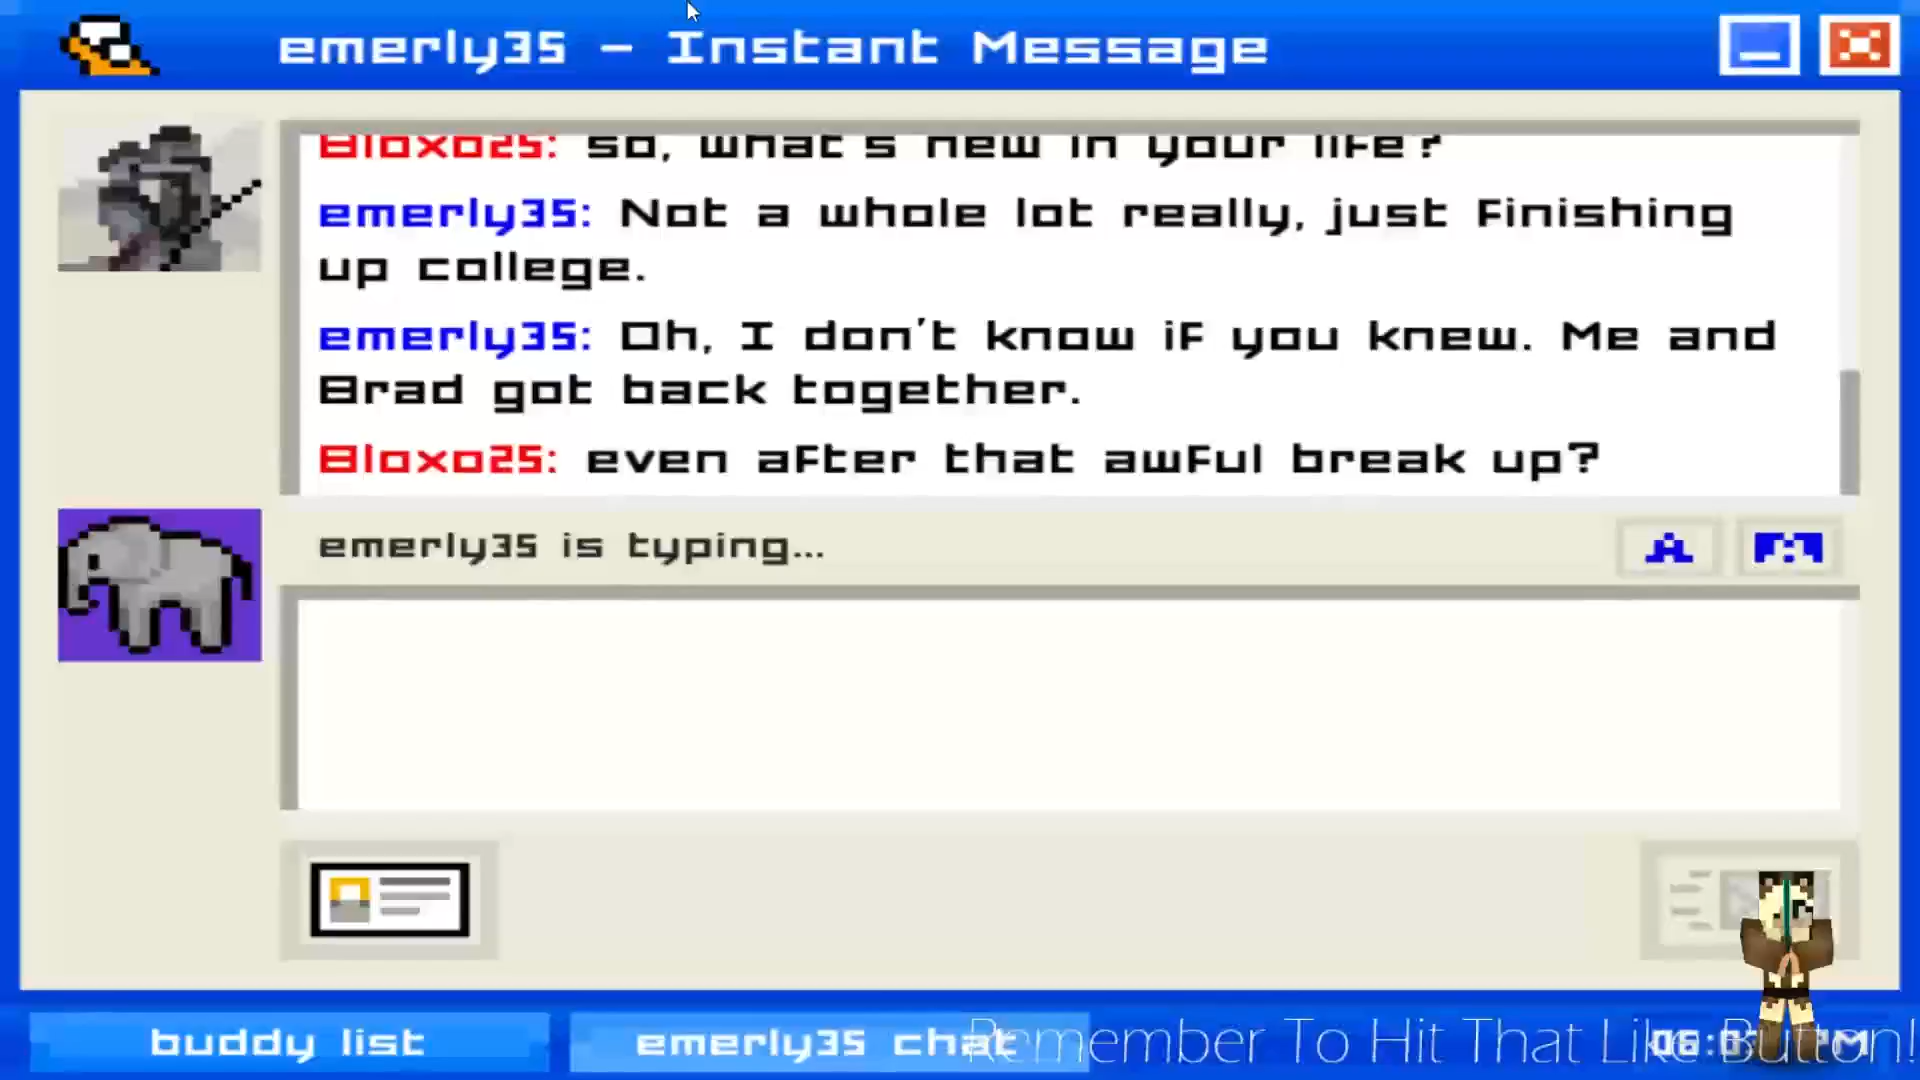 emerly35 - Instant Message
Bloxo25: so, what's new in your life?
emerly35: Not a whole lot really, just finishing
up college.
emerly35: Oh, I don't know if you knew. Me and
Brad got back together.
Bloxo25: even after that awful break up?
emerly35 is typing...
buddy list
emerly35 chat
Remember To Hit That Like Button!